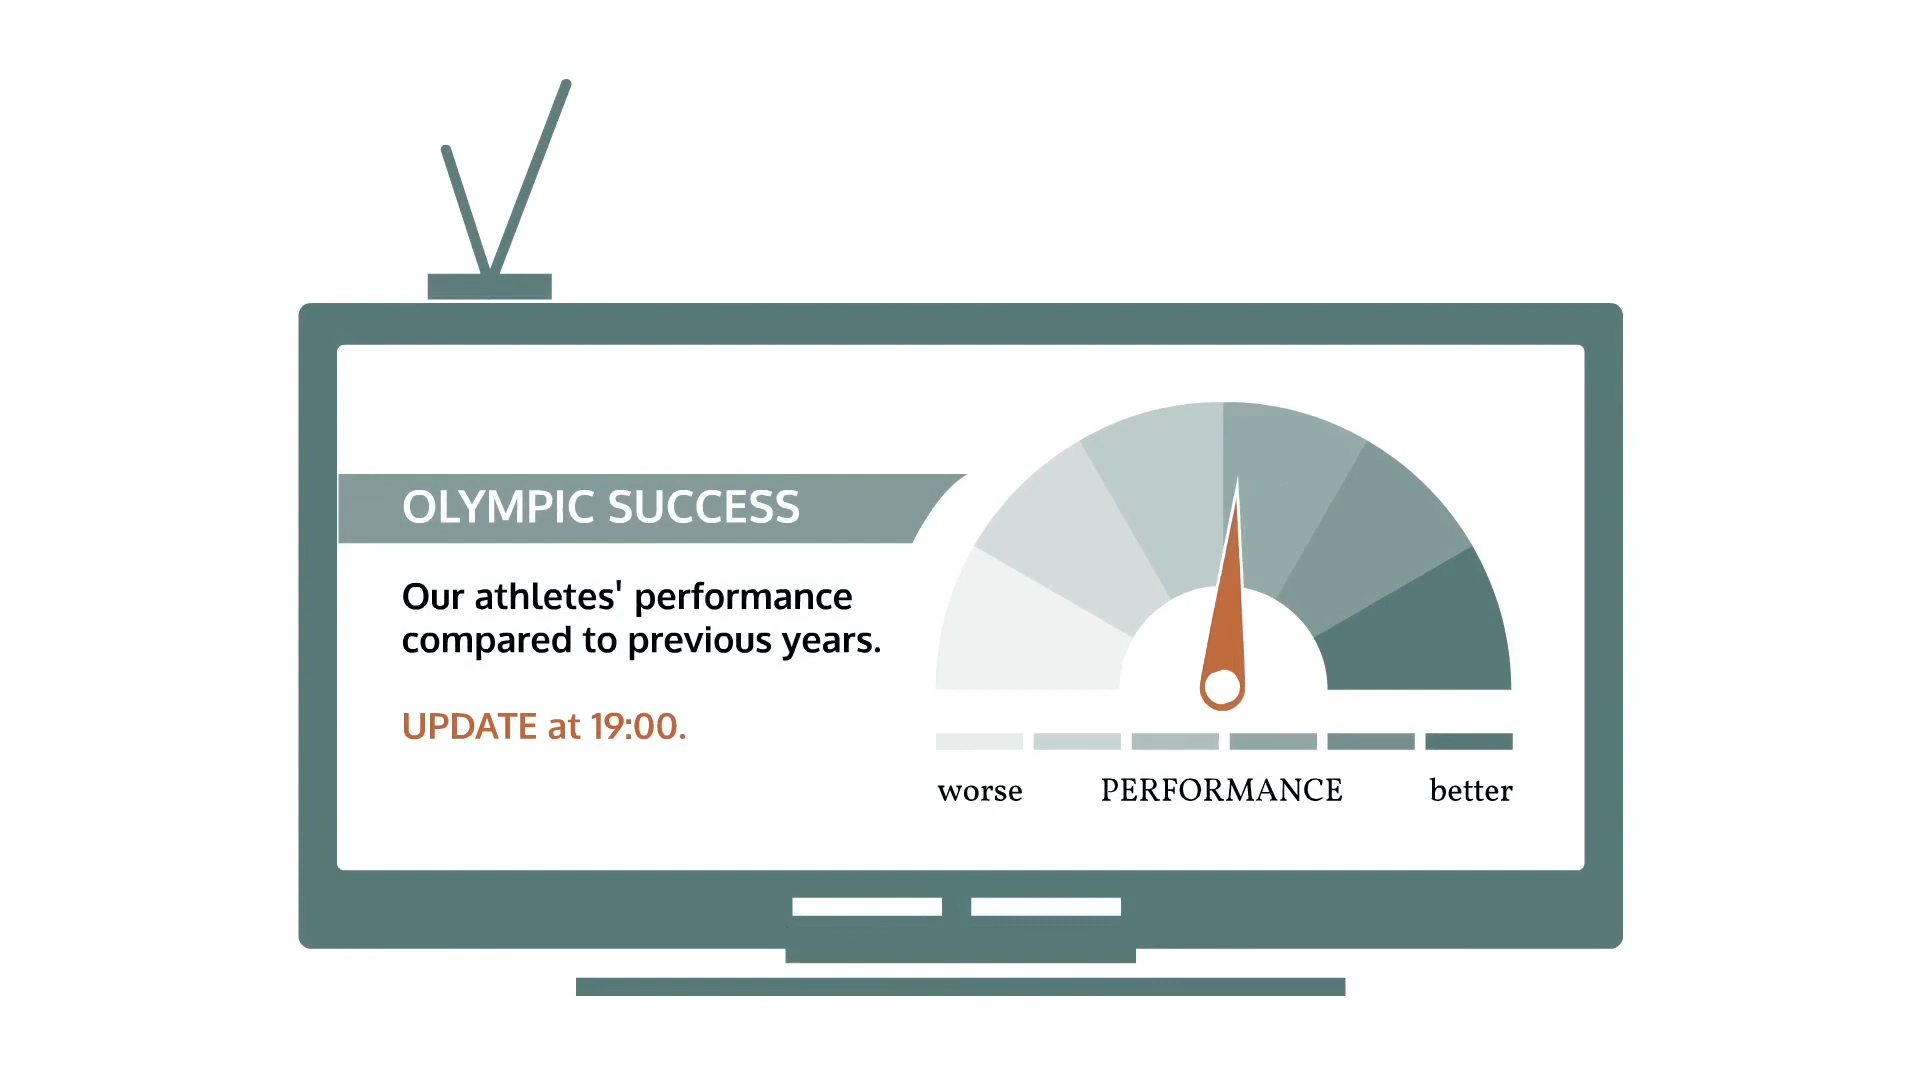 OLYMPIC SUCCESS
Our athletes' performance
compared to previous years.
UPDATE at 19:00.
worse PERFORMANCE better